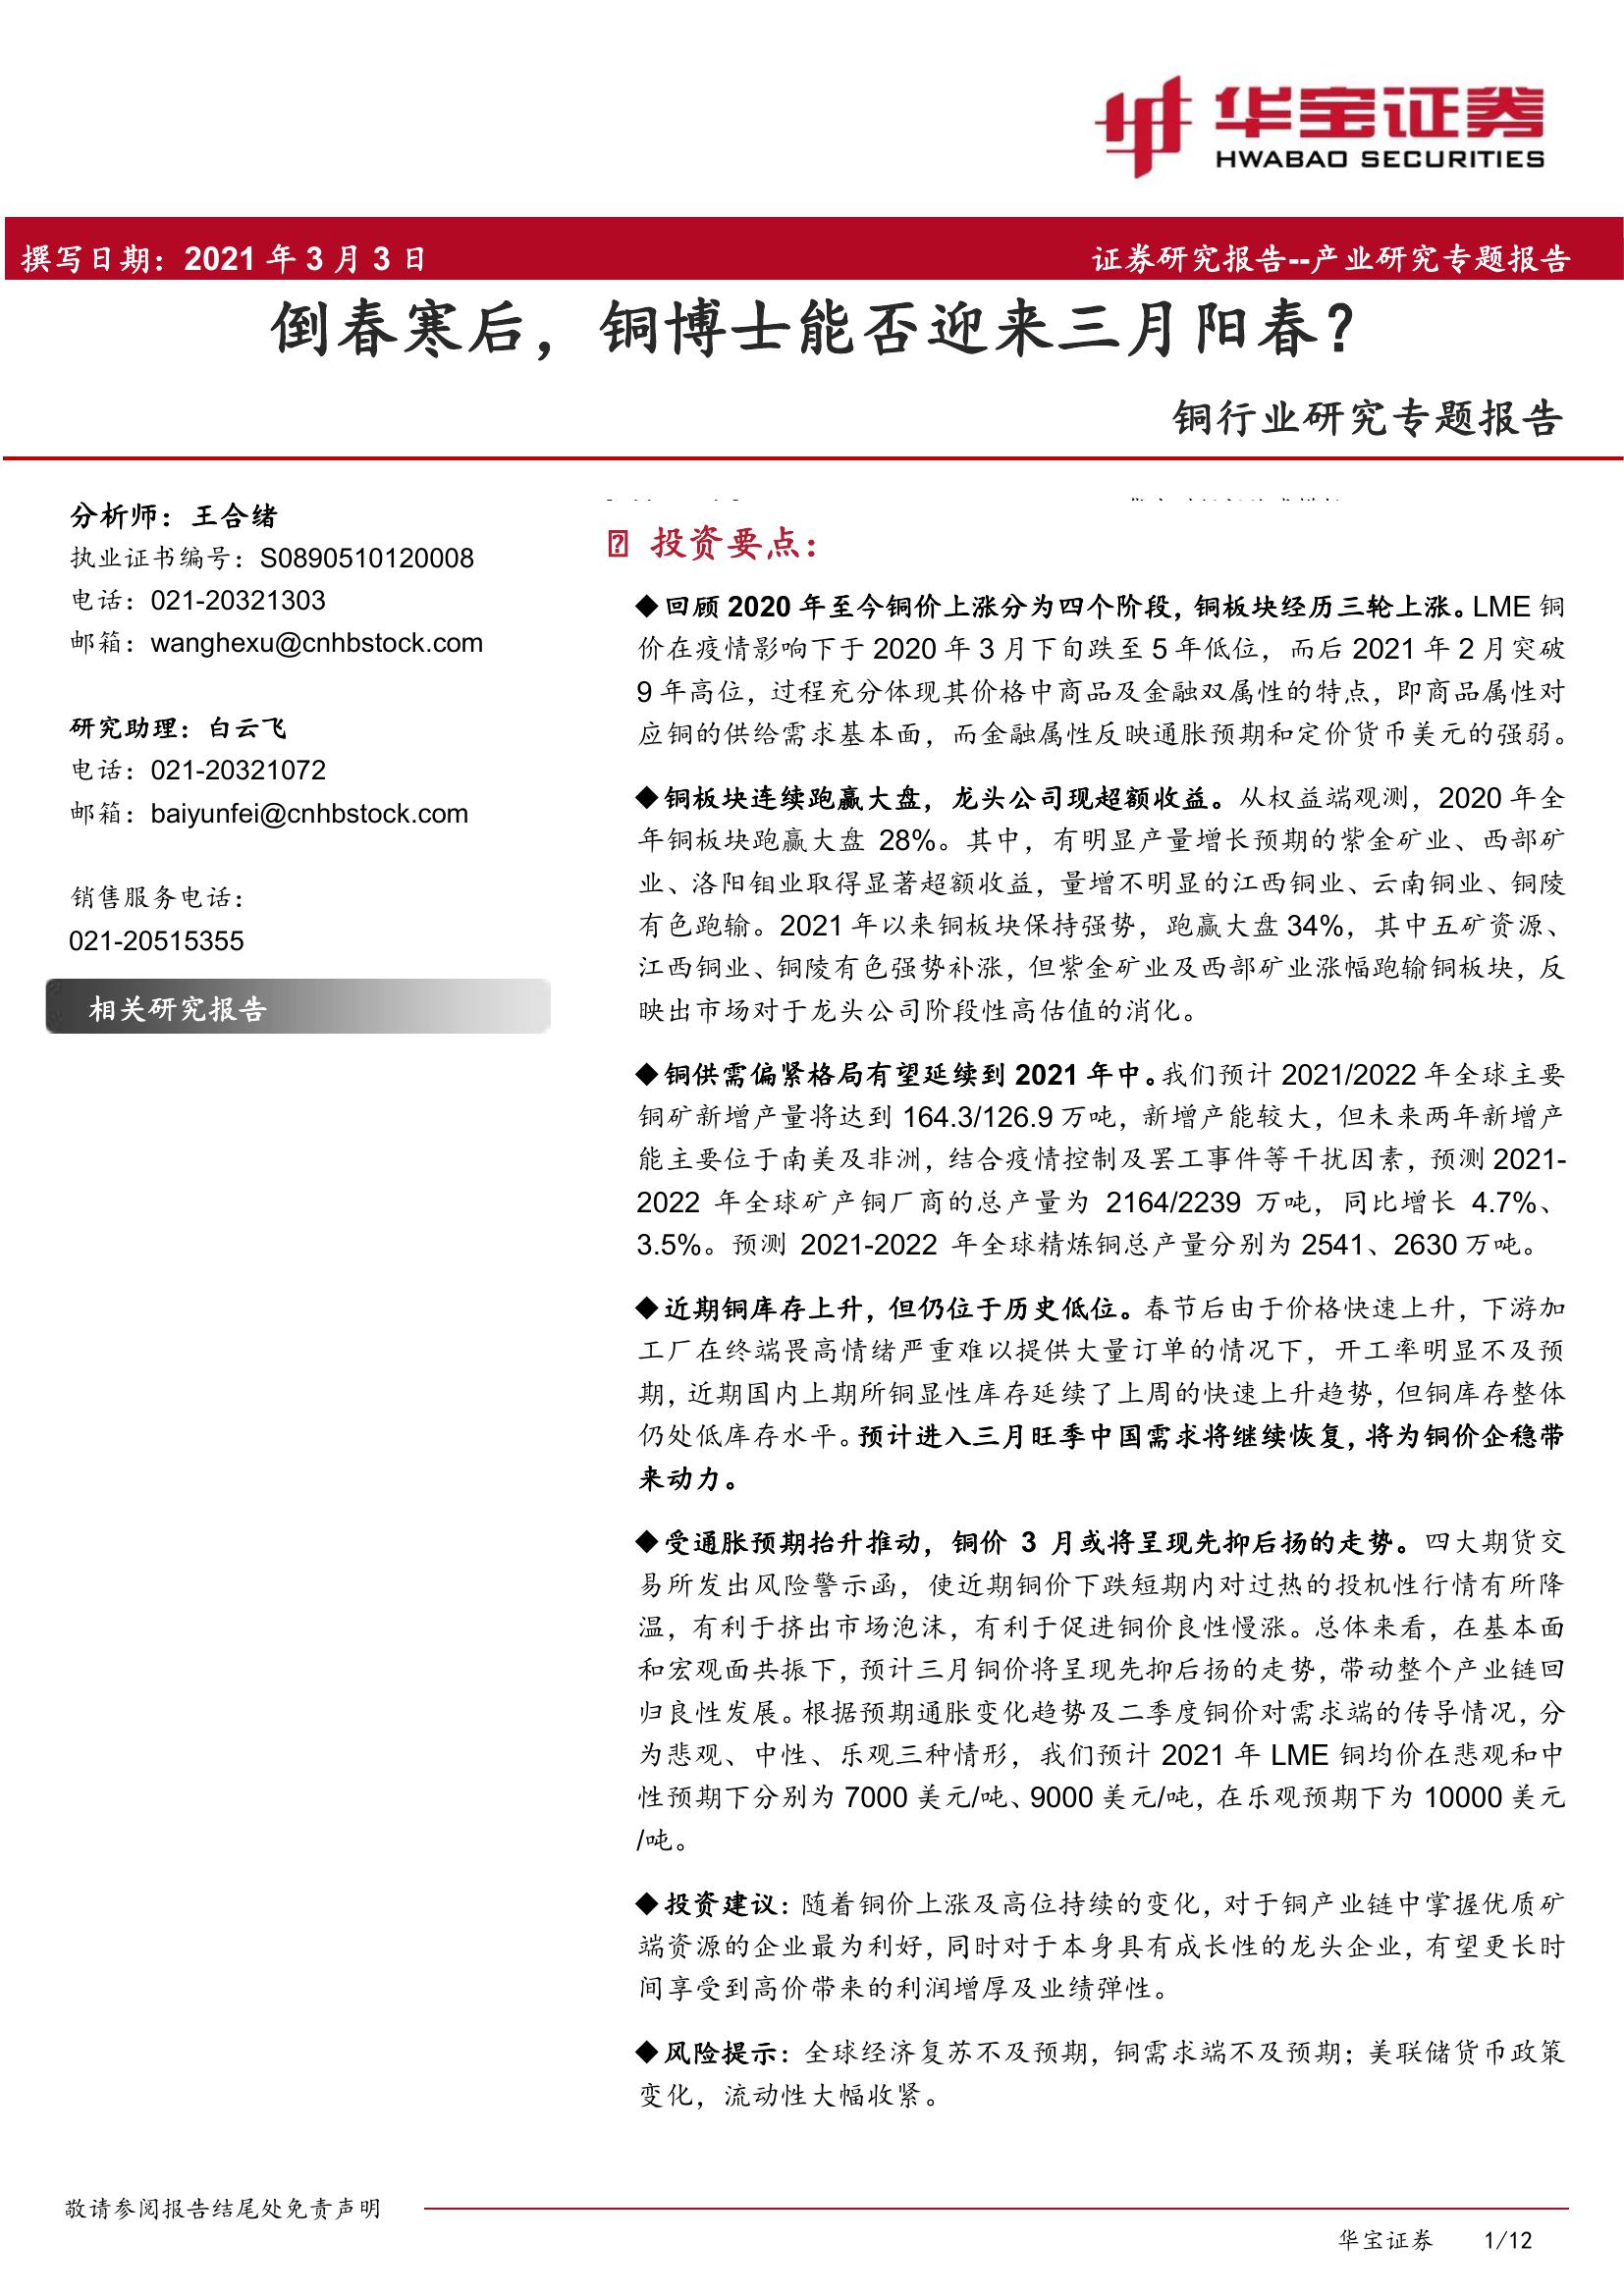 华宝证券
HWABAO SECURITIES
撰写日期：2021 年 3 月 3 日
证券研究报告--产业研究专题报告
倒春寒后，铜博士能否迎来三月阳春？
铜行业研究专题报告
分析师：王合绪
执业证书编号：S0890510120008
电话：021-20321303
邮箱：wanghexu@cnhbstock.com
研究助理：白云飞
电话：021-20321072
邮箱：baiyunfei@cnhbstock.com
销售服务电话：
021-20515355
相关研究报告
投资要点：
◆回顾 2020 年至今铜价上涨分为四个阶段，铜板块经历三轮上涨。LME 铜
价在疫情影响下于 2020 年 3 月下旬跌至 5 年低位，而后 2021 年 2 月突破
9 年高位，过程充分体现其价格中商品及金融双属性的特点，即商品属性对
应铜的供给需求基本面，而金融属性反映通胀预期和定价货币美元的强弱。
◆铜板块连续跑赢大盘，龙头公司现超额收益。从权益端观测，2020 年全
年铜板块跑赢大盘 28%。其中，有明显产量增长预期的紫金矿业、西部矿
业、洛阳钼业取得显著超额收益，量增不明显的江西铜业、云南铜业、铜陵
有色跑输。2021 年以来铜板块保持强势，跑赢大盘 34%，其中五矿资源、
江西铜业、铜陵有色强势补涨，但紫金矿业及西部矿业涨幅跑输铜板块，反
映出市场对于龙头公司阶段性高估值的消化。
◆铜供需偏紧格局有望延续到 2021 年中。我们预计 2021/2022 年全球主要
铜矿新增产量将达到 164.3/126.9 万吨，新增产能较大，但未来两年新增产
能主要位于南美及非洲，结合疫情控制及罢工事件等干扰因素，预测 2021-
2022 年全球矿产铜厂商的总产量为 2164/2239 万吨，同比增长 4.7%、
3.5%。预测 2021-2022 年全球精炼铜总产量分别为 2541、2630 万吨。
◆近期铜库存上升，但仍位于历史低位。春节后由于价格快速上升，下游加
工厂在终端畏高情绪严重难以提供大量订单的情况下，开工率明显不及预
期，近期国内上期所铜显性库存延续了上周的快速上升趋势，但铜库存整体
仍处低库存水平。预计进入三月旺季中国需求将继续恢复，将为铜价企稳带
来动力。
◆受通胀预期抬升推动，铜价 3 月或将呈现先抑后扬的走势。四大期货交
易所发出风险警示函，使近期铜价下跌短期内对过热的投机性行情有所降
温，有利于挤出市场泡沫，有利于促进铜价良性慢涨。总体来看，在基本面
和宏观面共振下，预计三月铜价将呈现先抑后扬的走势，带动整个产业链回
归良性发展。根据预期通胀变化趋势及二季度铜价对需求端的传导情况，分
为悲观、中性、乐观三种情形，我们预计 2021 年 LME 铜均价在悲观和中
性预期下分别为 7000 美元/吨、9000 美元/吨，在乐观预期下为 10000 美元
/吨。
◆投资建议：随着铜价上涨及高位持续的变化，对于铜产业链中掌握优质矿
端资源的企业最为利好，同时对于本身具有成长性的龙头企业，有望更长时
间享受到高价带来的利润增厚及业绩弹性。
◆风险提示：全球经济复苏不及预期，铜需求端不及预期；美联储货币政策
变化，流动性大幅收紧。
敬请参阅报告结尾处免责声明
华宝证券 1/12